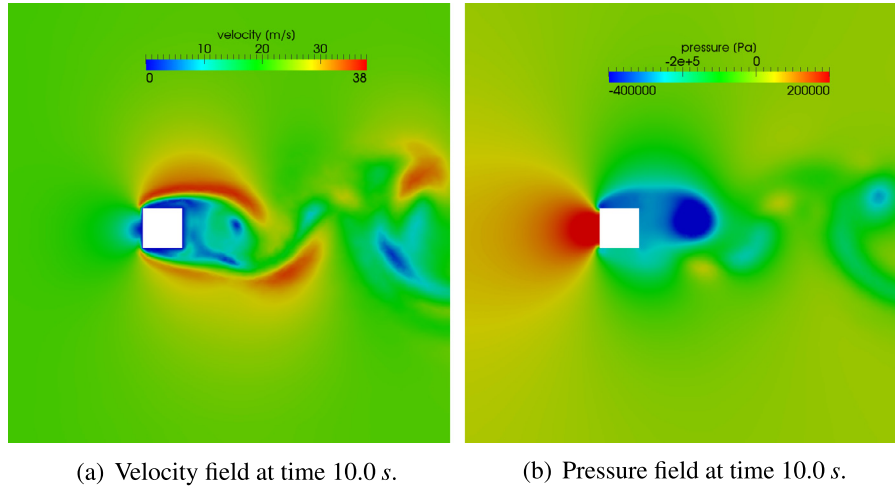 velocity [m/s]
10 20 30
0 38
pressure [Pa]
-2e+5 0
-400000 200000
(a) Velocity field at time 10.0 s.
(b) Pressure field at time 10.0 s.